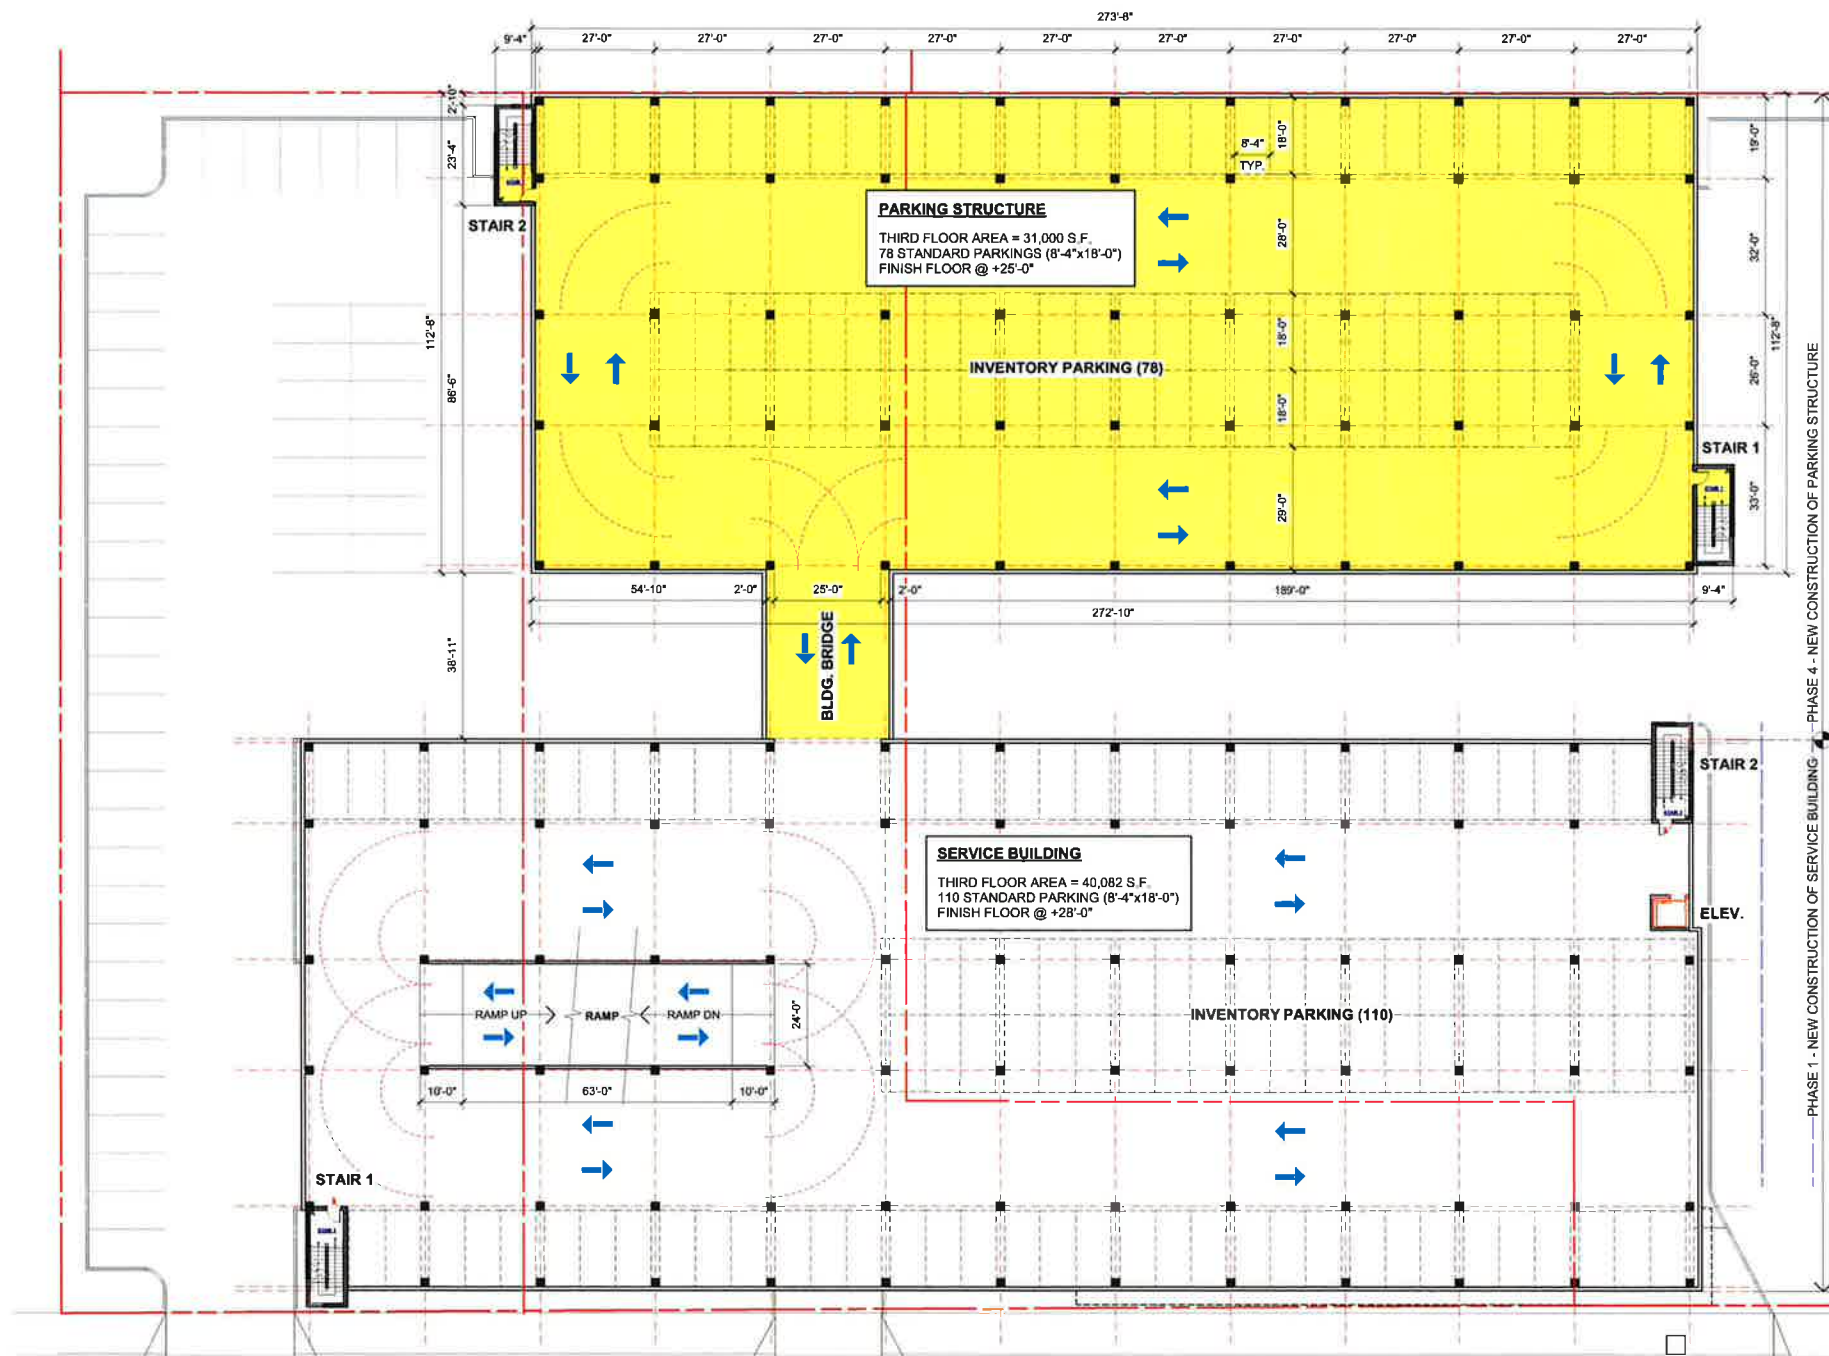 273'-8"
9'-4"
27'-0"
27'-0"
27'-0"
27'-0"
27'-0"
27'-0"
27'-0"
27'-0"
27'-0"
27'-0"
2'-10"
23'-4"
STAIR 2
112'-8"
86'-6"
38'-11"
8'-4"
TYP.
18'-0"
28'-0"
18'-0"
18'-0"
29'-0"
19'-0"
32'-0"
26'-0"
33'-0"
112'-8"
PARKING STRUCTURE
THIRD FLOOR AREA = 31,000 S.F.
78 STANDARD PARKINGS (8'-4"x18'-0")
FINISH FLOOR @ +25'-0"
INVENTORY PARKING (78)
STAIR 1
54'-10"
2'-0"
25'-0"
2'-0"
189'-0"
9'-4"
272'-10"
BLDG. BRIDGE
PHASE 4 - NEW CONSTRUCTION OF PARKING STRUCTURE
PHASE 1 - NEW CONSTRUCTION OF SERVICE BUILDING
STAIR 2
SERVICE BUILDING
THIRD FLOOR AREA = 40,082 S.F.
110 STANDARD PARKING (8'-4"x18'-0")
FINISH FLOOR @ +28'-0"
ELEV.
RAMP UP
RAMP
RAMP DN
24'-0"
INVENTORY PARKING (110)
10'-0"
63'-0"
10'-0"
STAIR 1